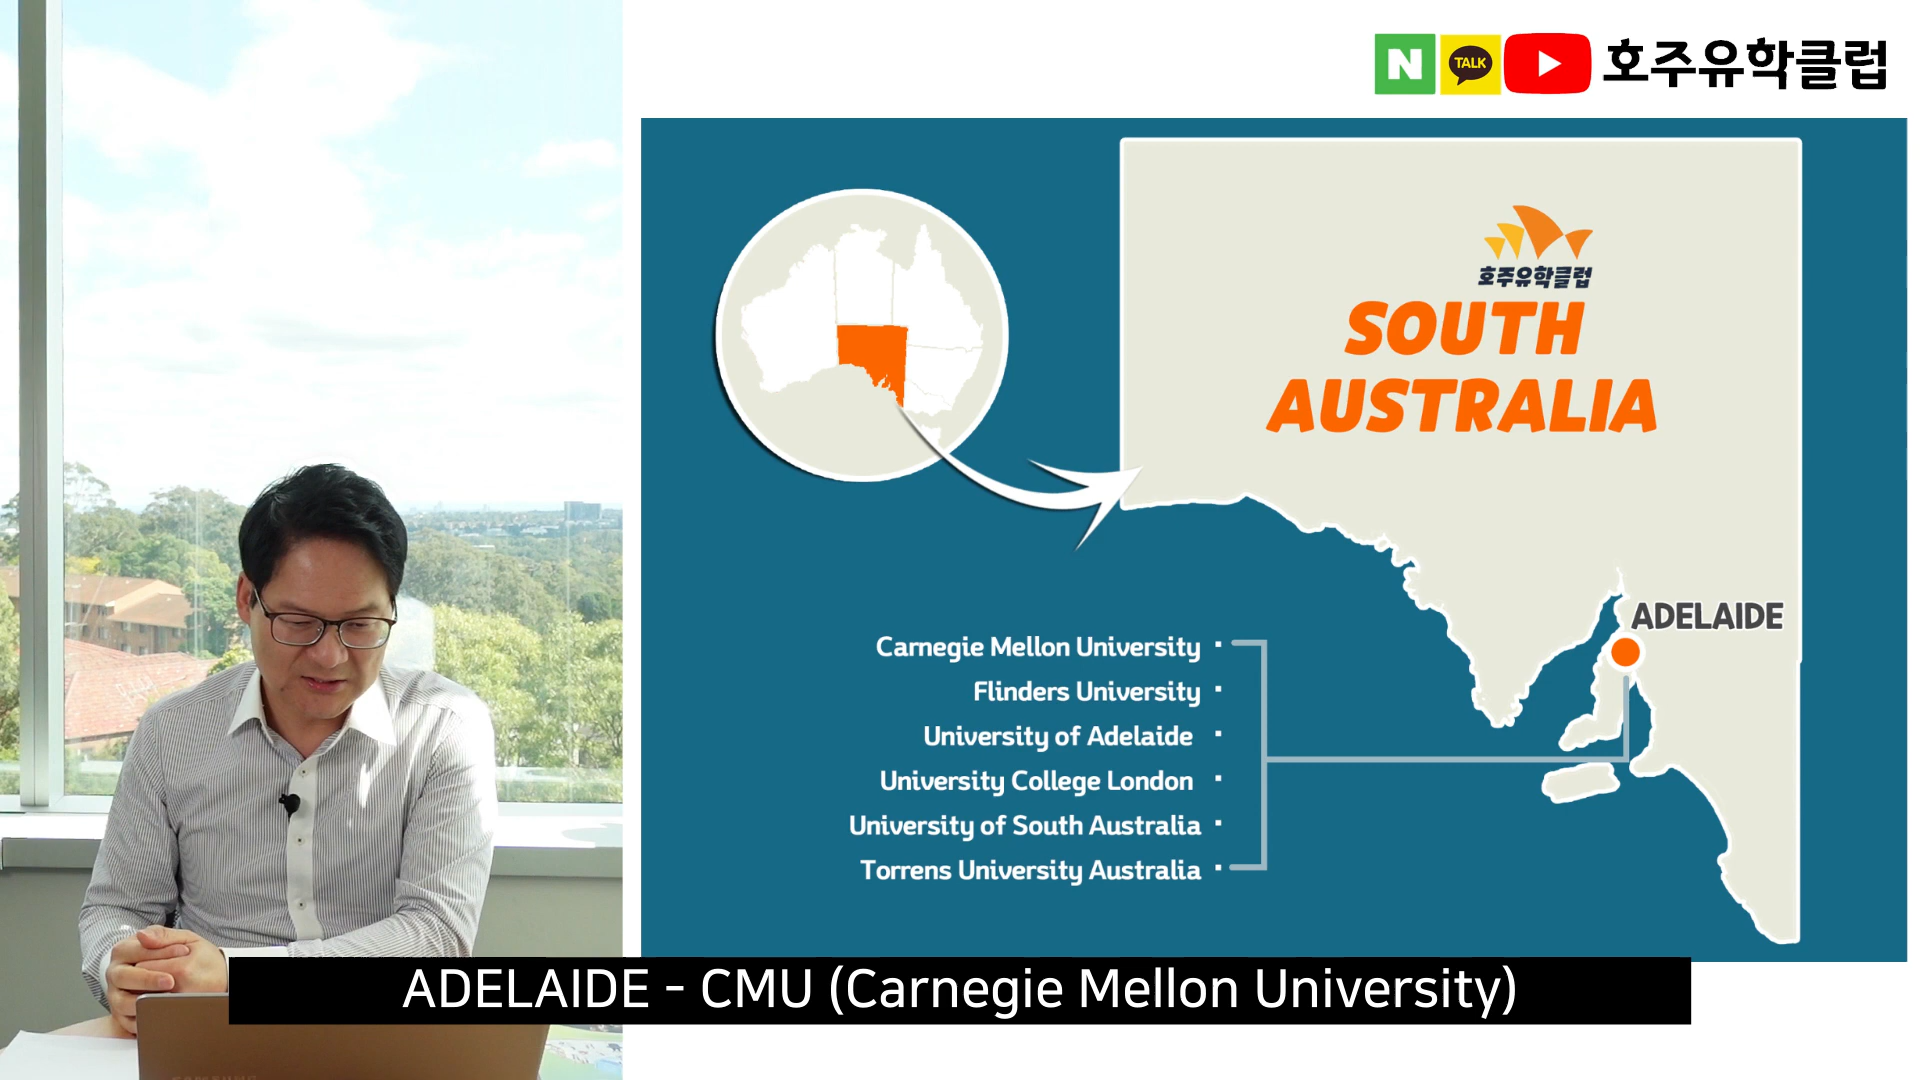 N
TALK
호주유학클럽
호주유학클럽
SOUTH
AUSTRALIA
ADELAIDE
Carnegie Mellon University
Flinders University
University of Adelaide
University College London
University of South Australia
Torrens University Australia
ADELAIDE - CMU (Carnegie Mellon University)
SAMSUNG